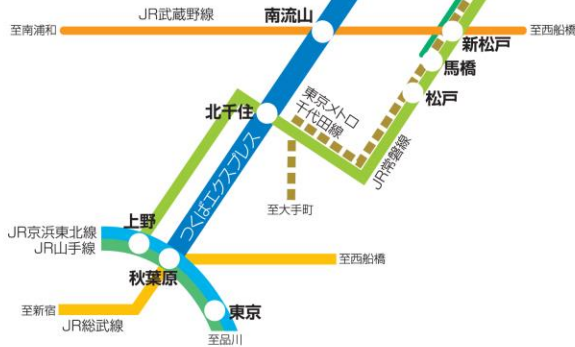 JR武蔵野線
南流山
至南浦和
至西船橋
新松戸
馬橋
松戸
北千住
東京メトロ
千代田線
JR常磐線
つくばエクスプレス
至大手町
上野
JR京浜東北線
JR山手線
至西船橋
秋葉原
至新宿
東京
JR総武線
至品川